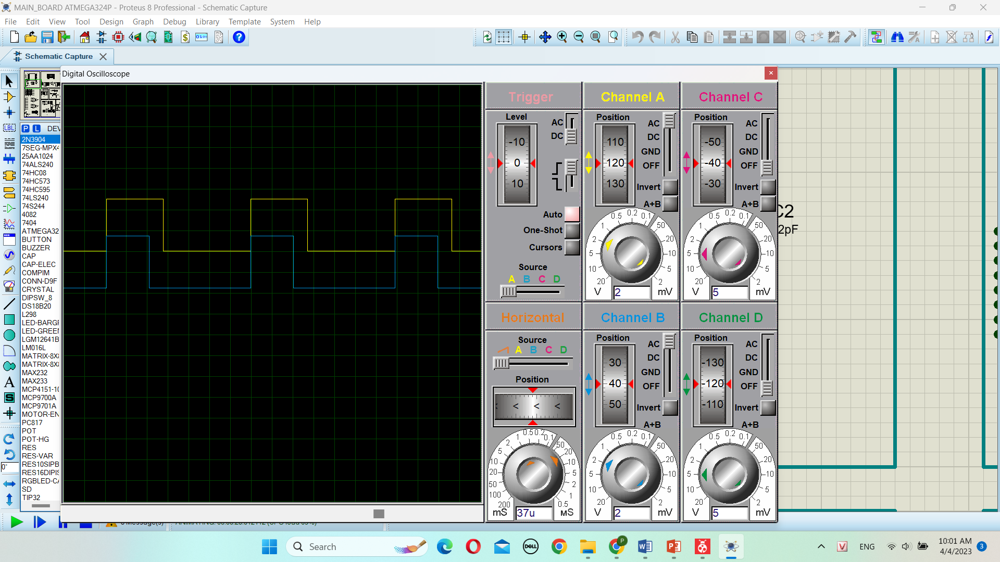 MAIN_BOARD ATMEGA324P - Proteus 8 Professional - Schematic Capture
File Edit View Tool Design Graph Debug Library Template System Help
Schematic Capture
Digital Oscilloscope
P L DEV
2N3904
7SEG-MPX4
25AA1024
74ALS240
74HC08
74HC573
74HC595
74LS240
74S244
4082
7404
ATMEGA32
BUTTON
BUZZER
CAP
CAP-ELEC
COMPIM
CONN-D9F
CRYSTAL
DIPSW_8
DS18B20
L298
LED-BARG
LED-GREE
LGM12641B
LM016L
MATRIX-8X
MATRIX-8X
MAX232
MAX233
MCP4151-1
MCP9700A
MCP9701A
MOTOR-EN
PC817
POT
POT-HG
RES
RES-VAR
RES10SIPB
RES16DIPIS
RGBLED-C
SD
TIP32
LBL
A
S
0°
Trigger
Level
-10
0
10
AC
DC
Auto
One-Shot
Cursors
Source
A B C D
Channel A
Position
110
120
130
AC
DC
GND
OFF
Invert
A+B
20 10 5 2 1 0.5 0.2 0.1 50 10 5 2
V 2 mV
Channel C
Position
-50
-40
-30
AC
DC
GND
OFF
Invert
A+B
20 10 5 2 1 0.5 0.2 0.1 50 10 5 2
V 5 mV
Horizontal
Source
A B C D
Position
< < <
200 100 50 20 10 5 2 1 0.5 0.2 0.1 50 20 10 5 2 1 0.5
mS 37u
Channel B
Position
30
40
50
AC
DC
GND
OFF
Invert
A+B
20 10 5 2 1 0.5 0.2 0.1 50 10 5 2
V 2 mV
Channel D
Position
-130
-120
-110
AC
DC
GND
OFF
Invert
A+B
20 10 5 2 1 0.5 0.2 0.1 50 10 5 2
V 5 mV
C2
2pF
Search
DELL
P
V
ENG
10:01 AM
4/4/2023
3